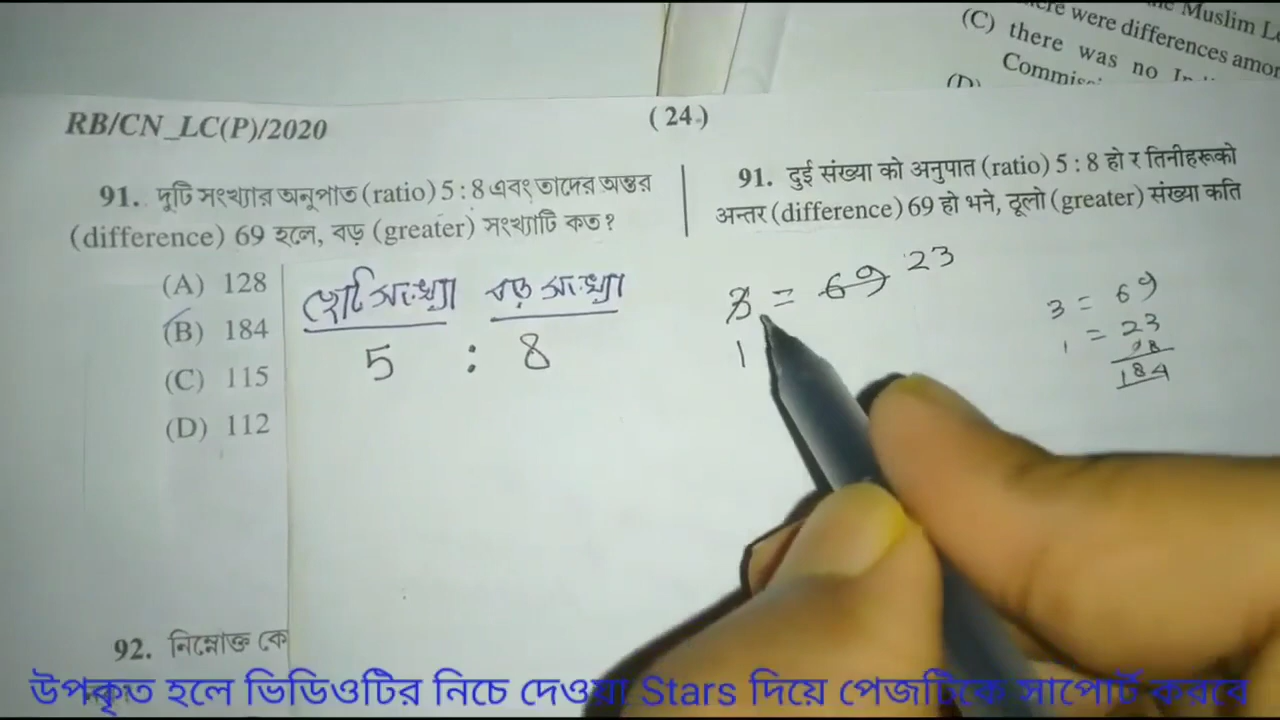 here were differences amor
(C) there was no
RB/CN_LC(P)/2020
(24.)
91. দুটি সংখ্যার অনুপাত (ratio) 5 : 8 এবং তাদের অন্তর
(difference) 69 হলে, বড় (greater) সংখ্যাটি কত ?
(A) 128
(B) 184
(C) 115
(D) 112
91. दुई संख्या को अनुपात (ratio) 5 : 8 हो र तिनीहरूको
अन्तर (difference) 69 हो भने, ठूलो (greater) संख्या कति
ছোট সংখ্যা বড় সংখ্যা
5 : 8
3 = 69 23
1
3 = 69
1 = 23
184
92. নিম্নোক্ত কে
উপকৃত হলে ভিডিওটির নিচে দেওয়া Stars দিয়ে পেজটিকে সাপোর্ট করবে